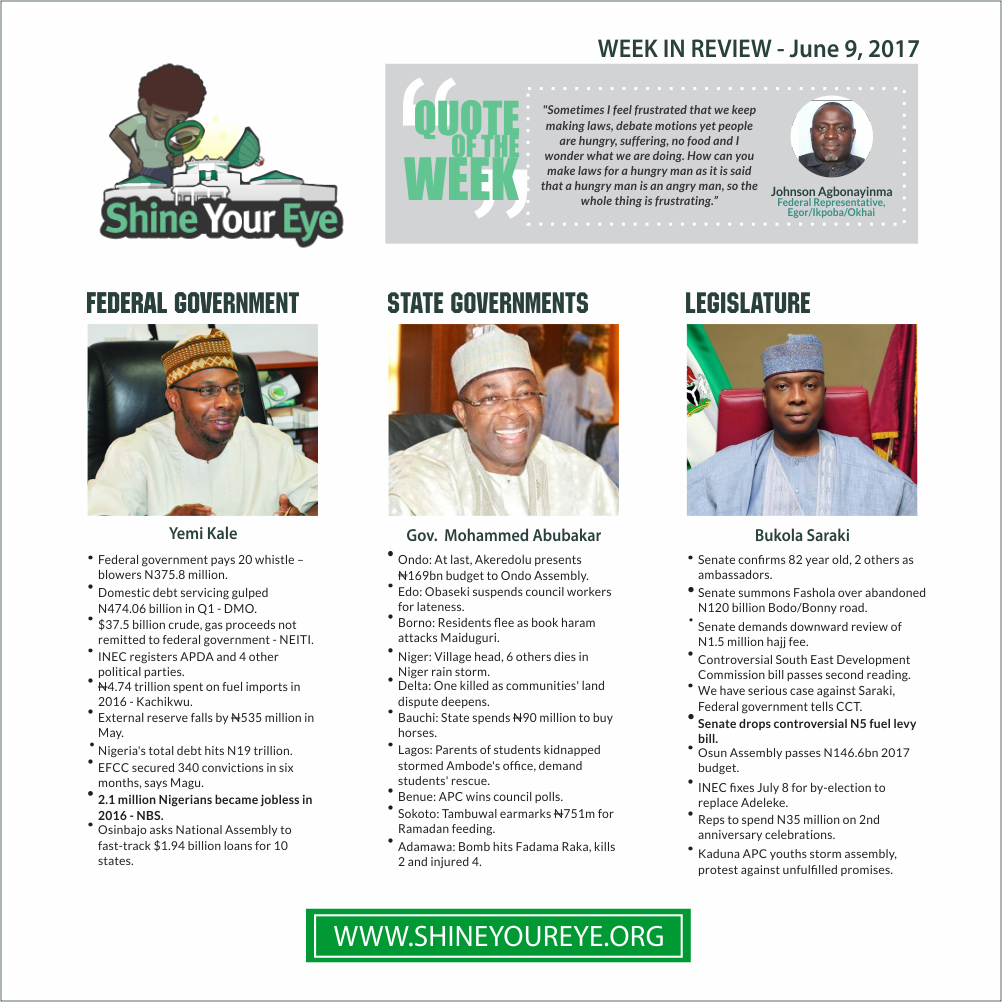 WEEK IN REVIEW - June 9, 2017
Shine Your Eye
“
QUOTE
OF THE
WEEK
”
"Sometimes I feel frustrated that we keep
making laws, debate motions yet people
are hungry, suffering, no food and I
wonder what we are doing. How can you
make laws for a hungry man as it is said
that a hungry man is an angry man, so the
whole thing is frustrating.”
Johnson Agbonayinma
Federal Representative,
Egor/Ikpoba/Okhai
FEDERAL GOVERNMENT
Yemi Kale
• Federal government pays 20 whistle –
blowers N375.8 million.
• Domestic debt servicing gulped
N474.06 billion in Q1 - DMO.
• $37.5 billion crude, gas proceeds not
remitted to federal government - NEITI.
• INEC registers APDA and 4 other
political parties.
• ₦4.74 trillion spent on fuel imports in
2016 - Kachikwu.
• External reserve falls by ₦535 million in
May.
• Nigeria's total debt hits N19 trillion.
• EFCC secured 340 convictions in six
months, says Magu.
• 2.1 million Nigerians became jobless in
2016 - NBS.
• Osinbajo asks National Assembly to
fast-track $1.94 billion loans for 10
states.
STATE GOVERNMENTS
Gov. Mohammed Abubakar
• Ondo: At last, Akeredolu presents
₦169bn budget to Ondo Assembly.
• Edo: Obaseki suspends council workers
for lateness.
• Borno: Residents flee as book haram
attacks Maiduguri.
• Niger: Village head, 6 others dies in
Niger rain storm.
• Delta: One killed as communities' land
dispute deepens.
• Bauchi: State spends ₦90 million to buy
horses.
• Lagos: Parents of students kidnapped
stormed Ambode's office, demand
students' rescue.
• Benue: APC wins council polls.
• Sokoto: Tambuwal earmarks ₦751m for
Ramadan feeding.
• Adamawa: Bomb hits Fadama Raka, kills
2 and injured 4.
LEGISLATURE
Bukola Saraki
• Senate confirms 82 year old, 2 others as
ambassadors.
• Senate summons Fashola over abandoned
N120 billion Bodo/Bonny road.
• Senate demands downward review of
N1.5 million hajj fee.
• Controversial South East Development
Commission bill passes second reading.
• We have serious case against Saraki,
Federal government tells CCT.
• Senate drops controversial N5 fuel levy
bill.
• Osun Assembly passes N146.6bn 2017
budget.
• INEC fixes July 8 for by-election to
replace Adeleke.
• Reps to spend N35 million on 2nd
anniversary celebrations.
• Kaduna APC youths storm assembly,
protest against unfulfilled promises.
WWW.SHINEYOUREYE.ORG